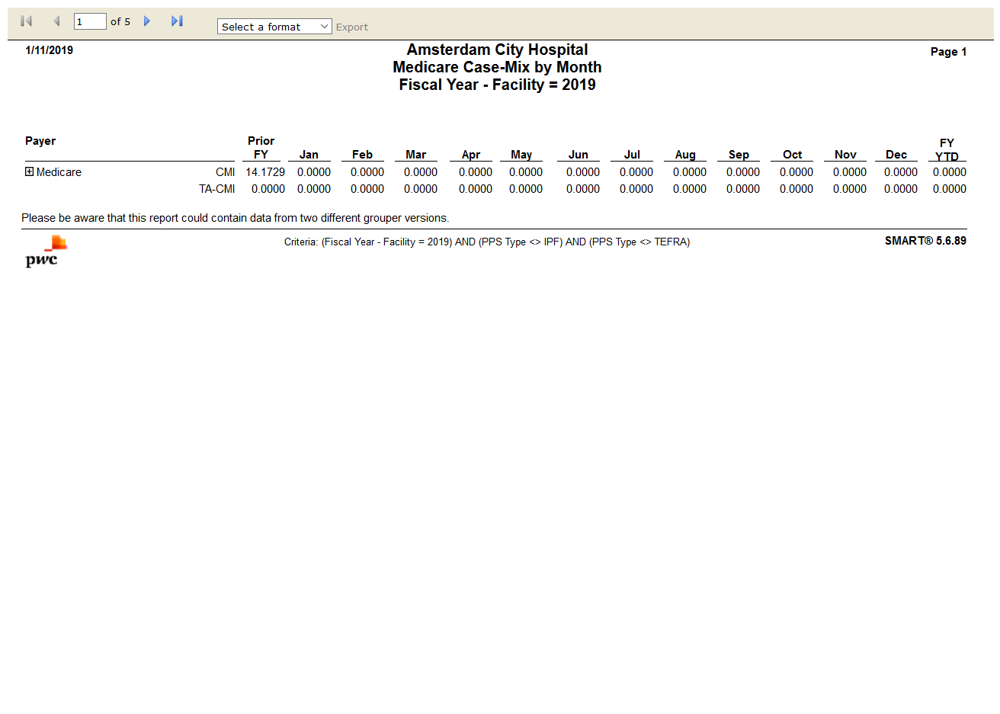 1 of 5 Select a format Export
1/11/2019 Amsterdam City Hospital Page 1
Medicare Case-Mix by Month
Fiscal Year - Facility = 2019
Payer Prior FY
FY Jan Feb Mar Apr May Jun Jul Aug Sep Oct Nov Dec YTD
Medicare CMI 14.1729 0.0000 0.0000 0.0000 0.0000 0.0000 0.0000 0.0000 0.0000 0.0000 0.0000 0.0000 0.0000 0.0000
TA-CMI 0.0000 0.0000 0.0000 0.0000 0.0000 0.0000 0.0000 0.0000 0.0000 0.0000 0.0000 0.0000 0.0000 0.0000
Please be aware that this report could contain data from two different grouper versions.
Criteria: (Fiscal Year - Facility = 2019) AND (PPS Type <> IPF) AND (PPS Type <> TEFRA) SMART® 5.6.89
pwc